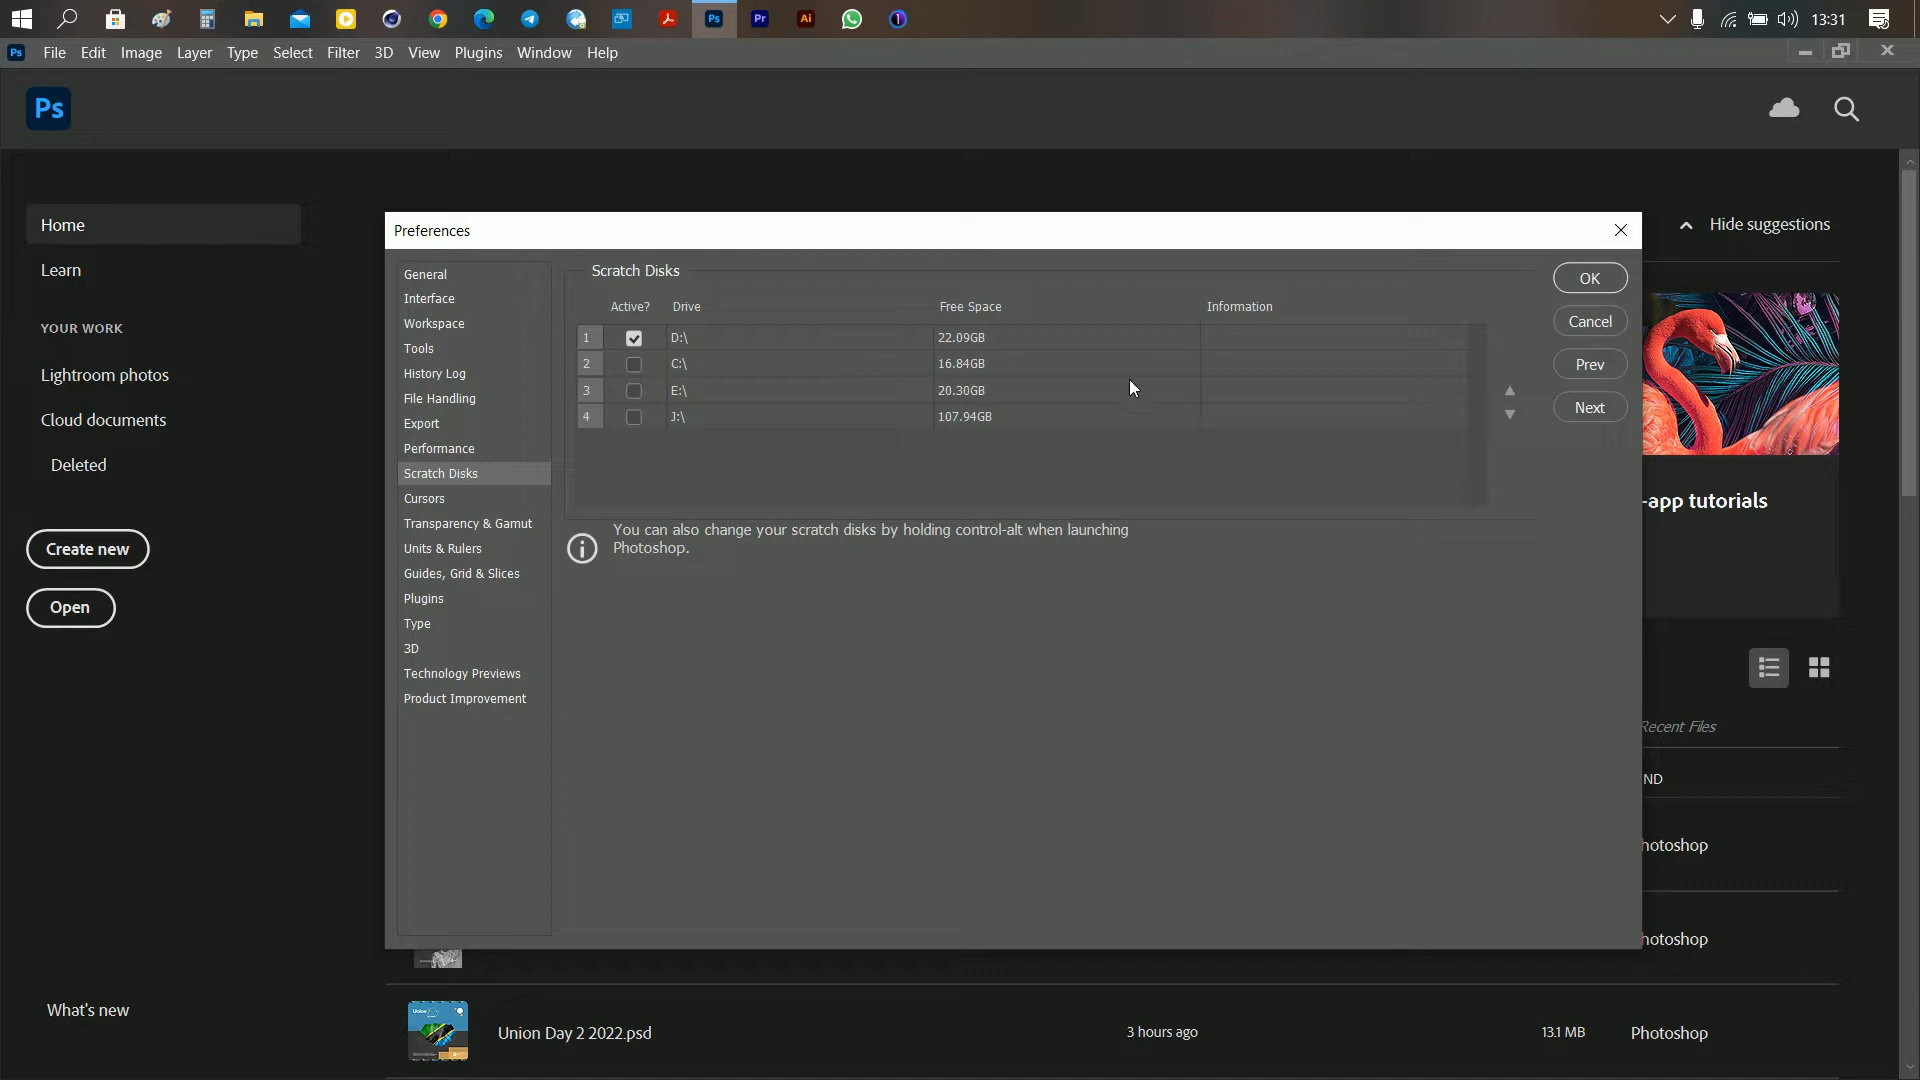 13:31
Ps File Edit Image Layer Type Select Filter 3D View Plugins Window Help
Ps
Home
Learn
YOUR WORK
Lightroom photos
Cloud documents
Deleted
Create new
Open
What's new
Hide suggestions
Preferences
General
Interface
Workspace
Tools
History Log
File Handling
Export
Performance
Scratch Disks
Cursors
Transparency & Gamut
Units & Rulers
Guides, Grid & Slices
Plugins
Type
3D
Technology Previews
Product Improvement
Scratch Disks
Active? Drive Free Space Information
1 D:\ 22.09GB
2 C:\ 16.84GB
3 E:\ 20.30GB
4 J:\ 107.94GB
You can also change your scratch disks by holding control-alt when launching
Photoshop.
OK
Cancel
Prev
Next
-app tutorials
Recent Files
ND
hotoshop
hotoshop
Union Day 2 2022.psd 3 hours ago 13.1 MB Photoshop